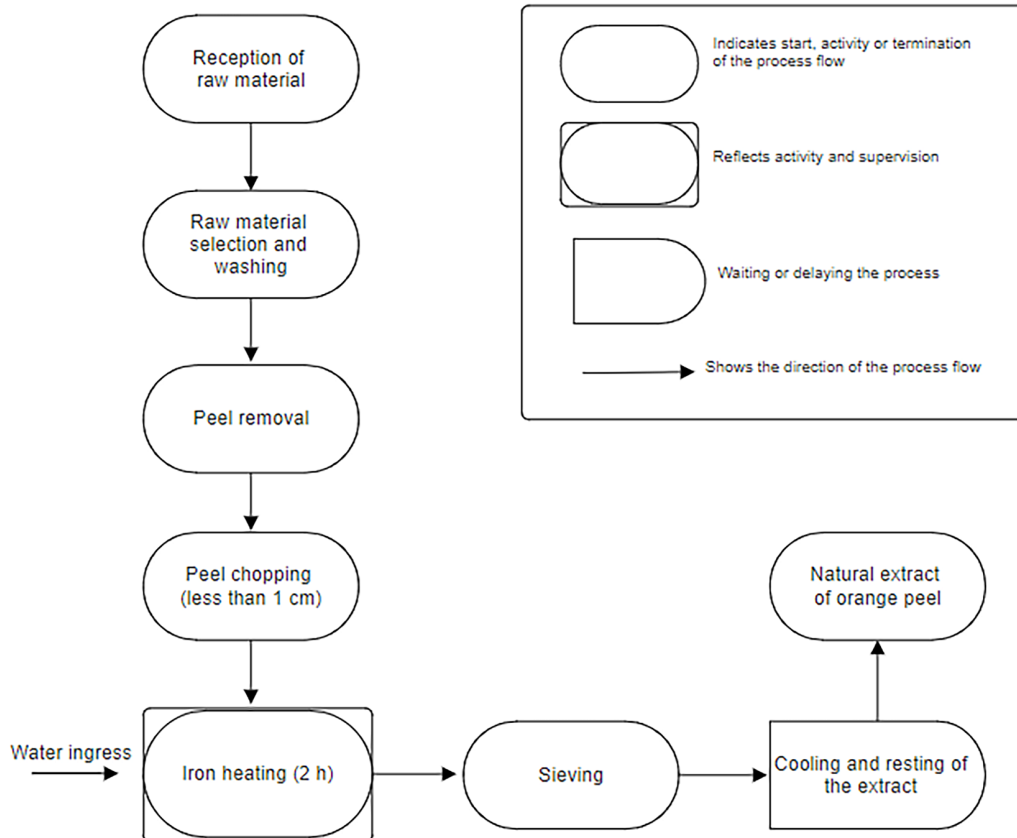 Reception of
raw material
Raw material
selection and
washing
Peel removal
Peel chopping
(less than 1 cm)
Water ingress
Iron heating (2 h)
Sieving
Cooling and resting of
the extract
Natural extract
of orange peel
Indicates start, activity or termination
of the process flow
Reflects activity and supervision
Waiting or delaying the process
Shows the direction of the process flow